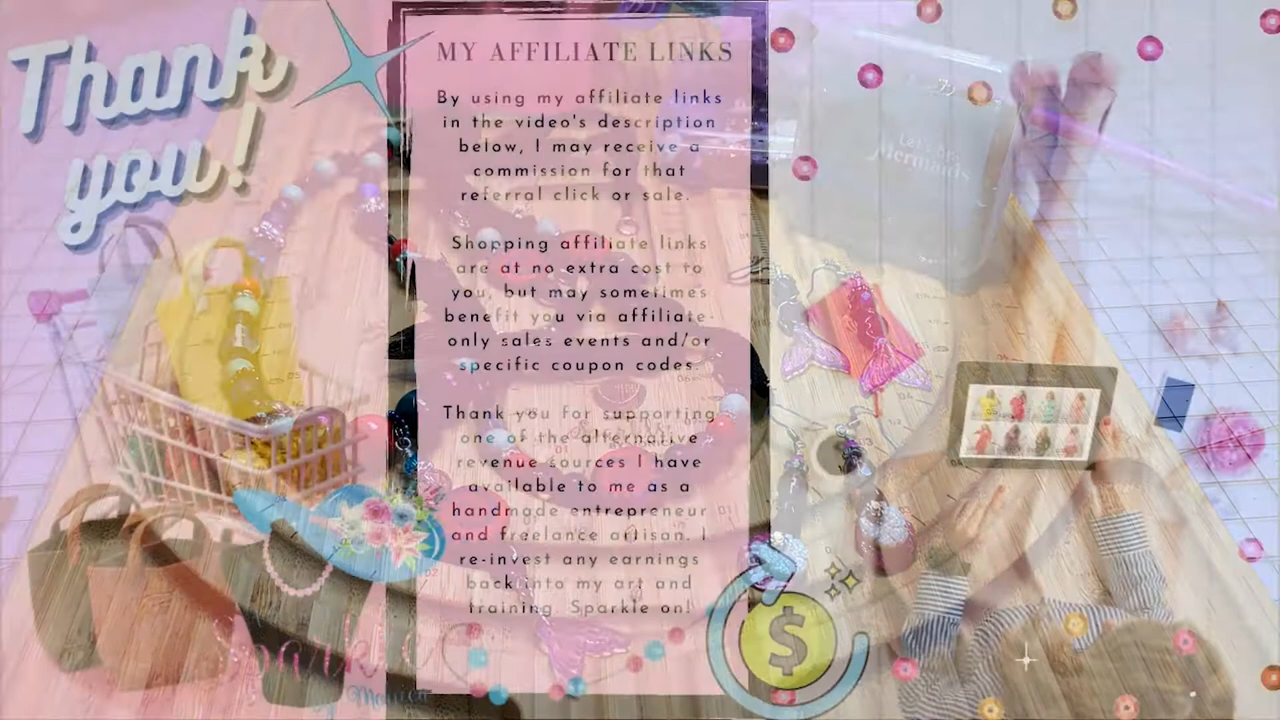 Thank
you!
MY AFFILIATE LINKS
By using my affiliate links
in the video's description
below, I may receive a
commission for that
referral click or sale.
Shopping affiliate links
are at no extra cost to
you, but may sometimes
benefit you via affiliate-
only sales events and/or
specific coupon codes.
Thank you for supporting
one of the alternative
revenue sources I have
available to me as a
handmade entrepreneur
and freelance artisan. I
re-invest any earnings
back into my art and
training. Sparkle on!
Let's be
Mermaids
$